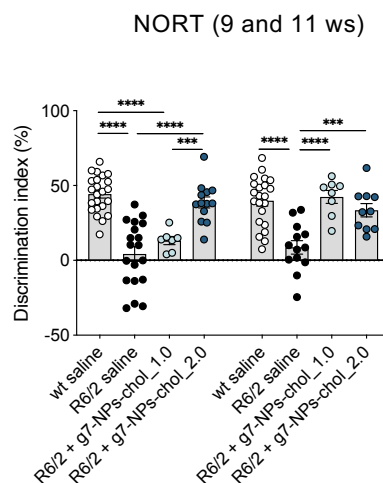 NORT (9 and 11 ws)
**** ***
**** **** ****
*** ****
Discrimination index (%)
100
50
0
-50
wt saline
R6/2 saline
R6/2 + g7-NPs-chol_1.0
R6/2 + g7-NPs-chol_2.0
wt saline
R6/2 saline
R6/2 + g7-NPs-chol_1.0
R6/2 + g7-NPs-chol_2.0